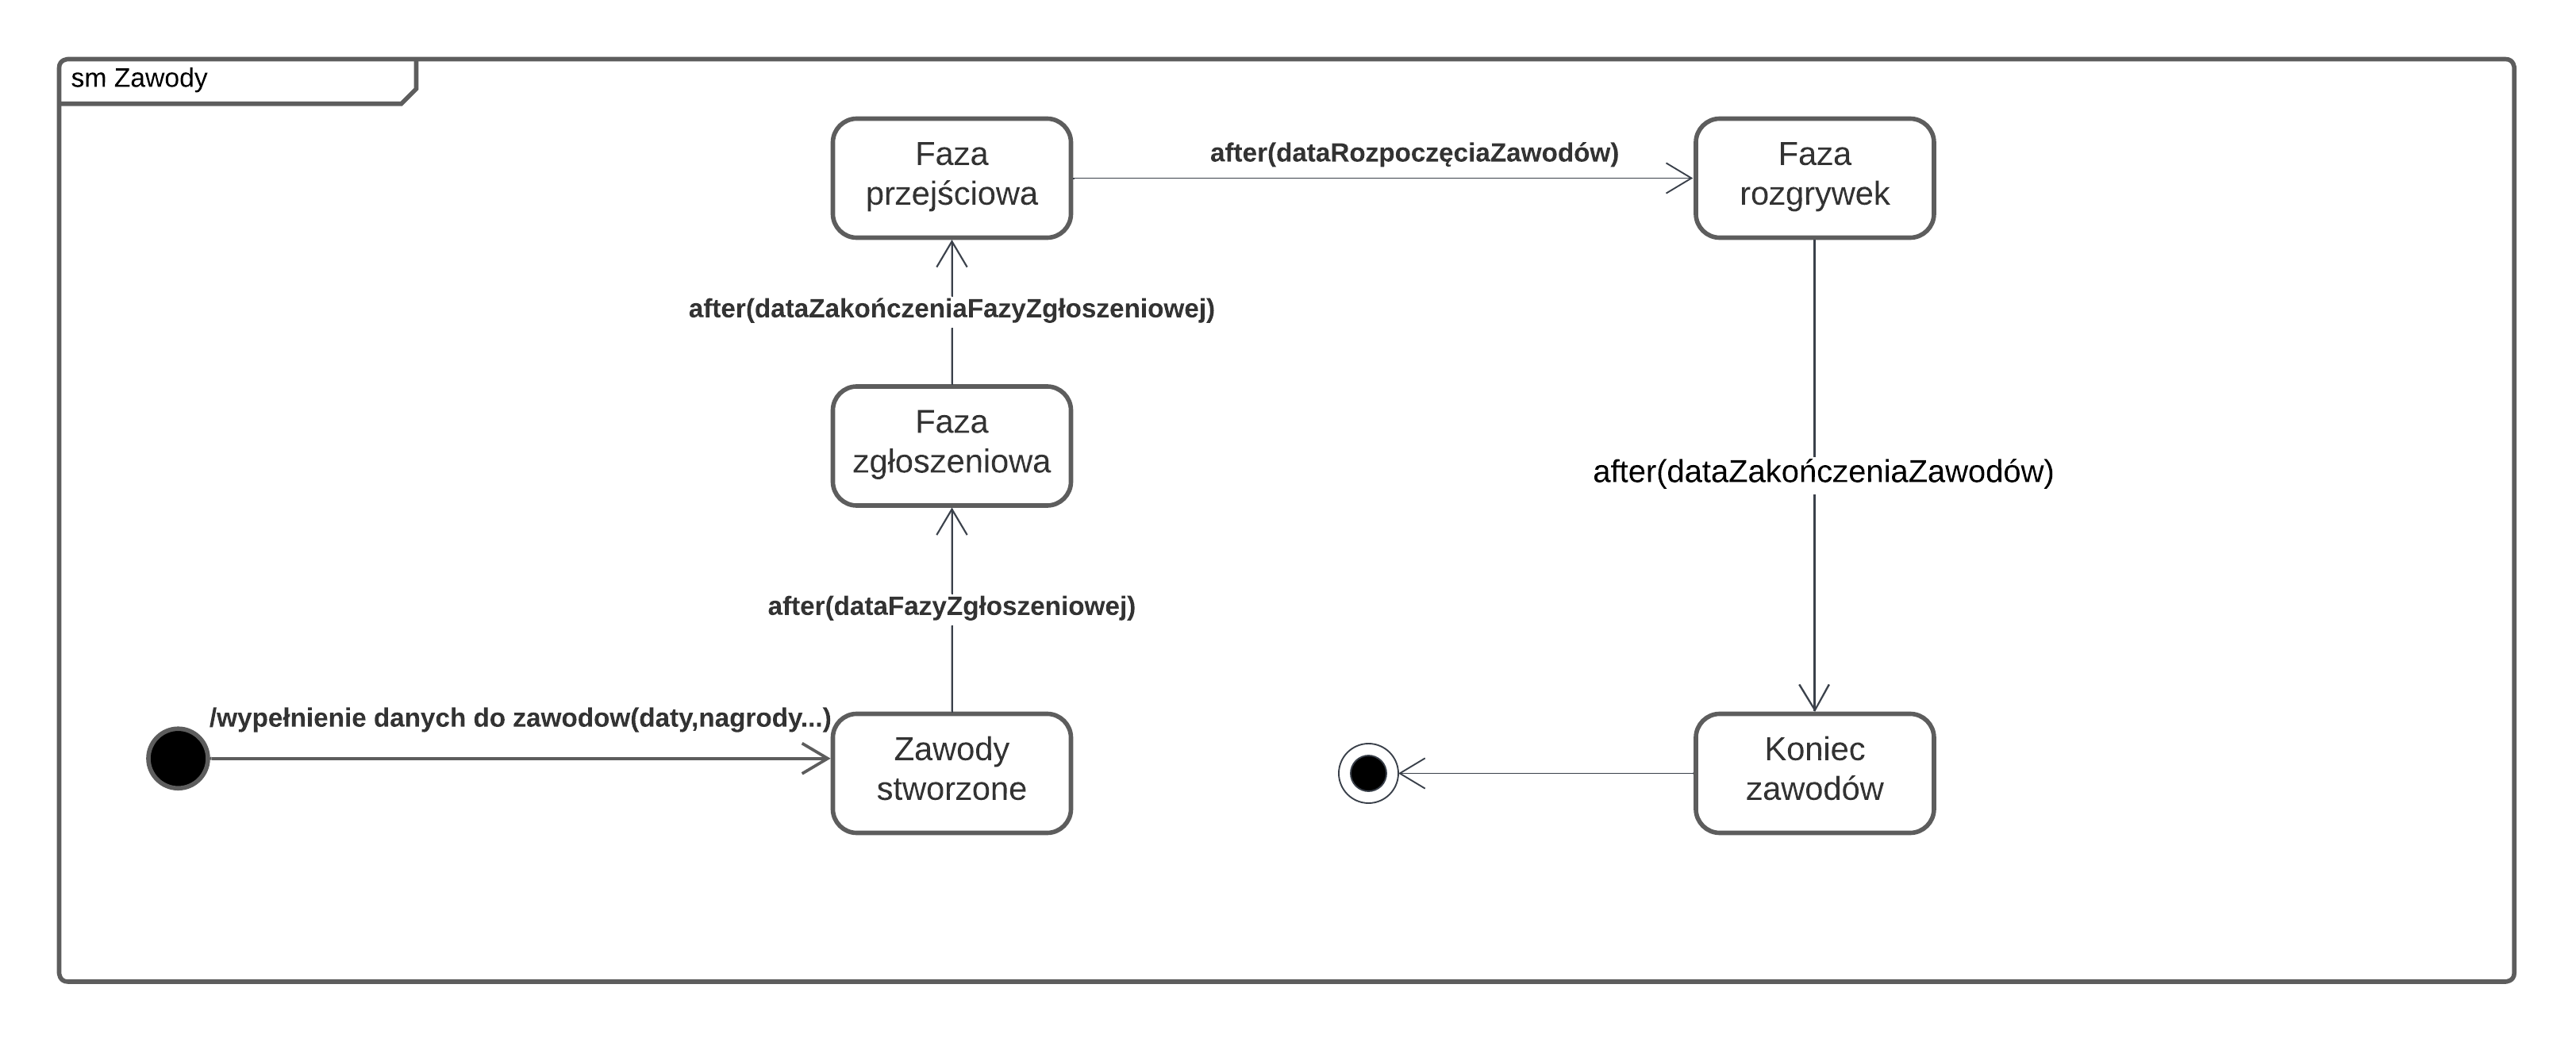 sm Zawody
Faza
przejściowa
after(dataRozpoczęciaZawodów)
Faza
rozgrywek
after(dataZakończeniaFazyZgłoszeniowej)
Faza
zgłoszeniowa
after(dataZakończeniaZawodów)
after(dataFazyZgłoszeniowej)
/wypełnienie danych do zawodow(daty,nagrody...)
Zawody
stworzone
Koniec
zawodów